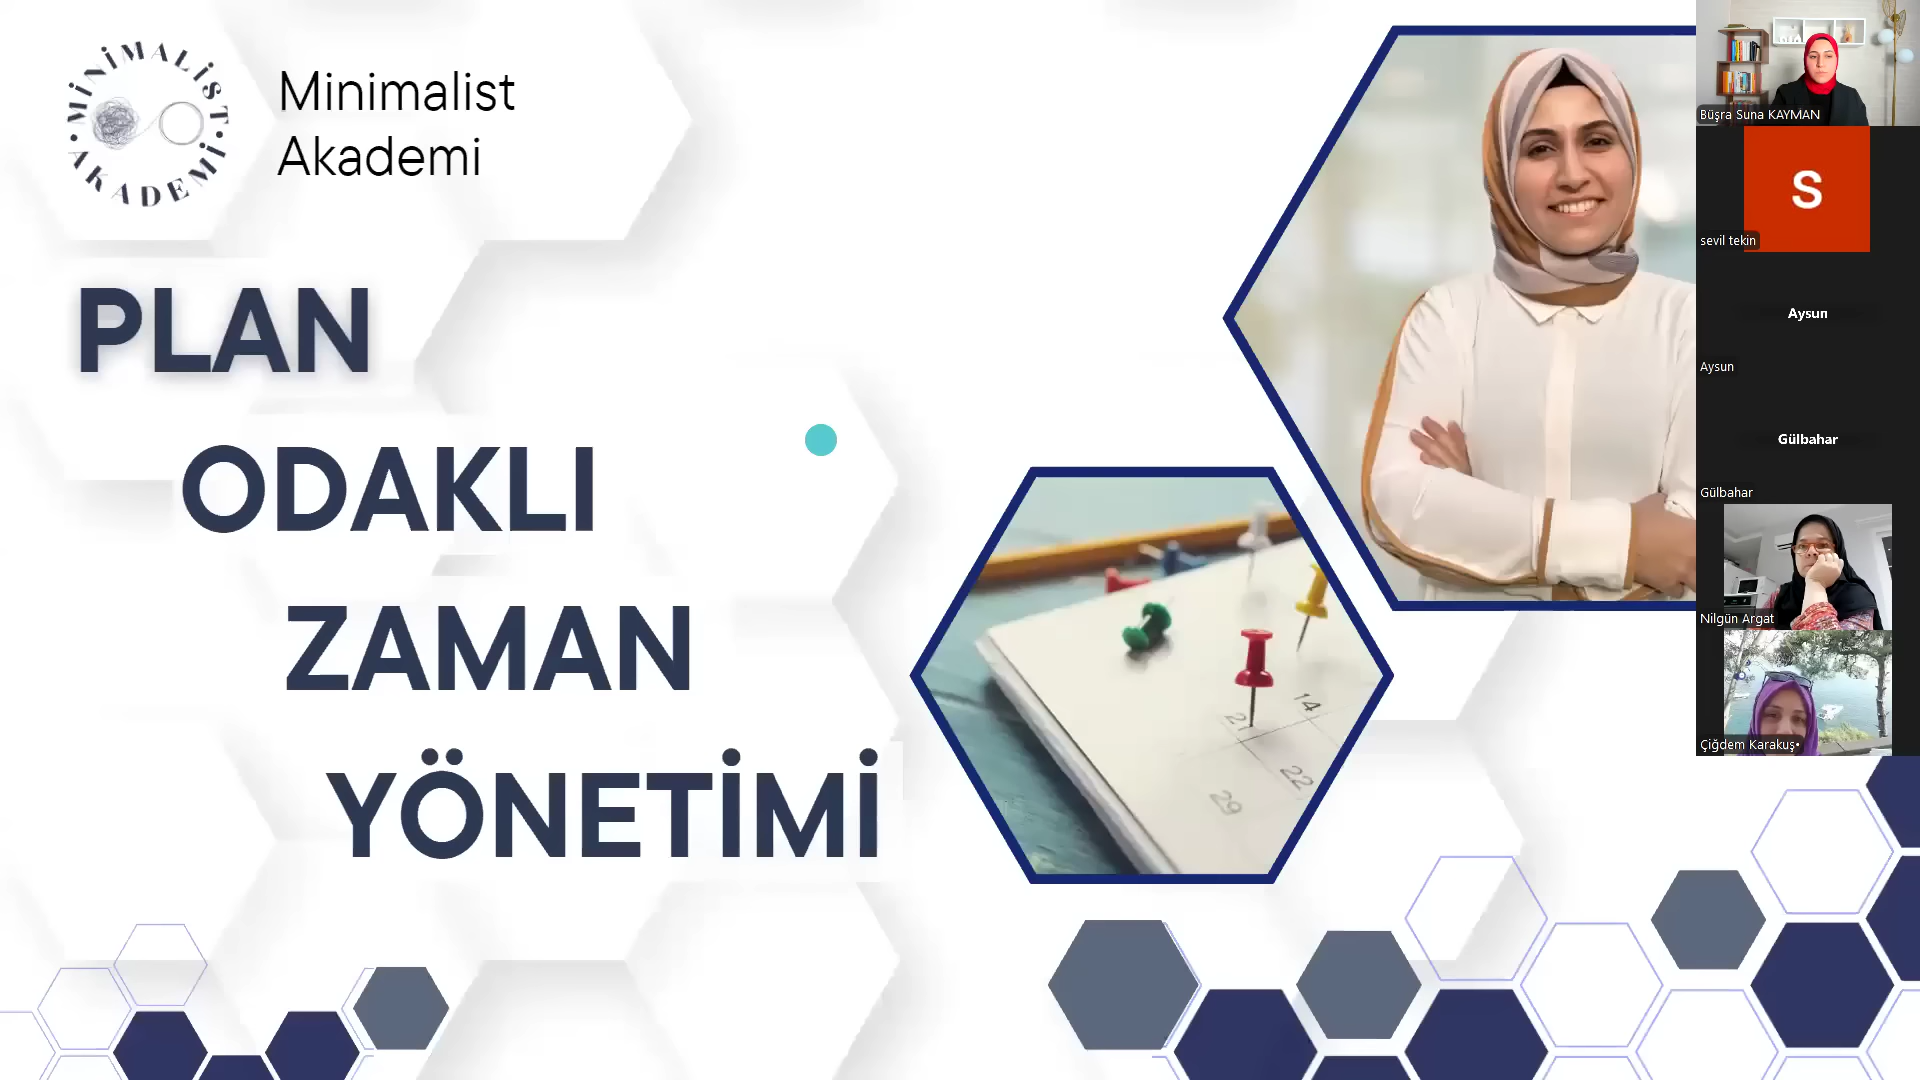 MİNİMALİST
AKADEMİ
Minimalist
Akademi
PLAN
ODAKLI
ZAMAN
YÖNETİMİ
14
21
22
29
Büşra Suna KAYMAN
S
sevil tekin
Aysun
Aysun
Gülbahar
Gülbahar
Nilgün Argat
Çiğdem Karakuş•